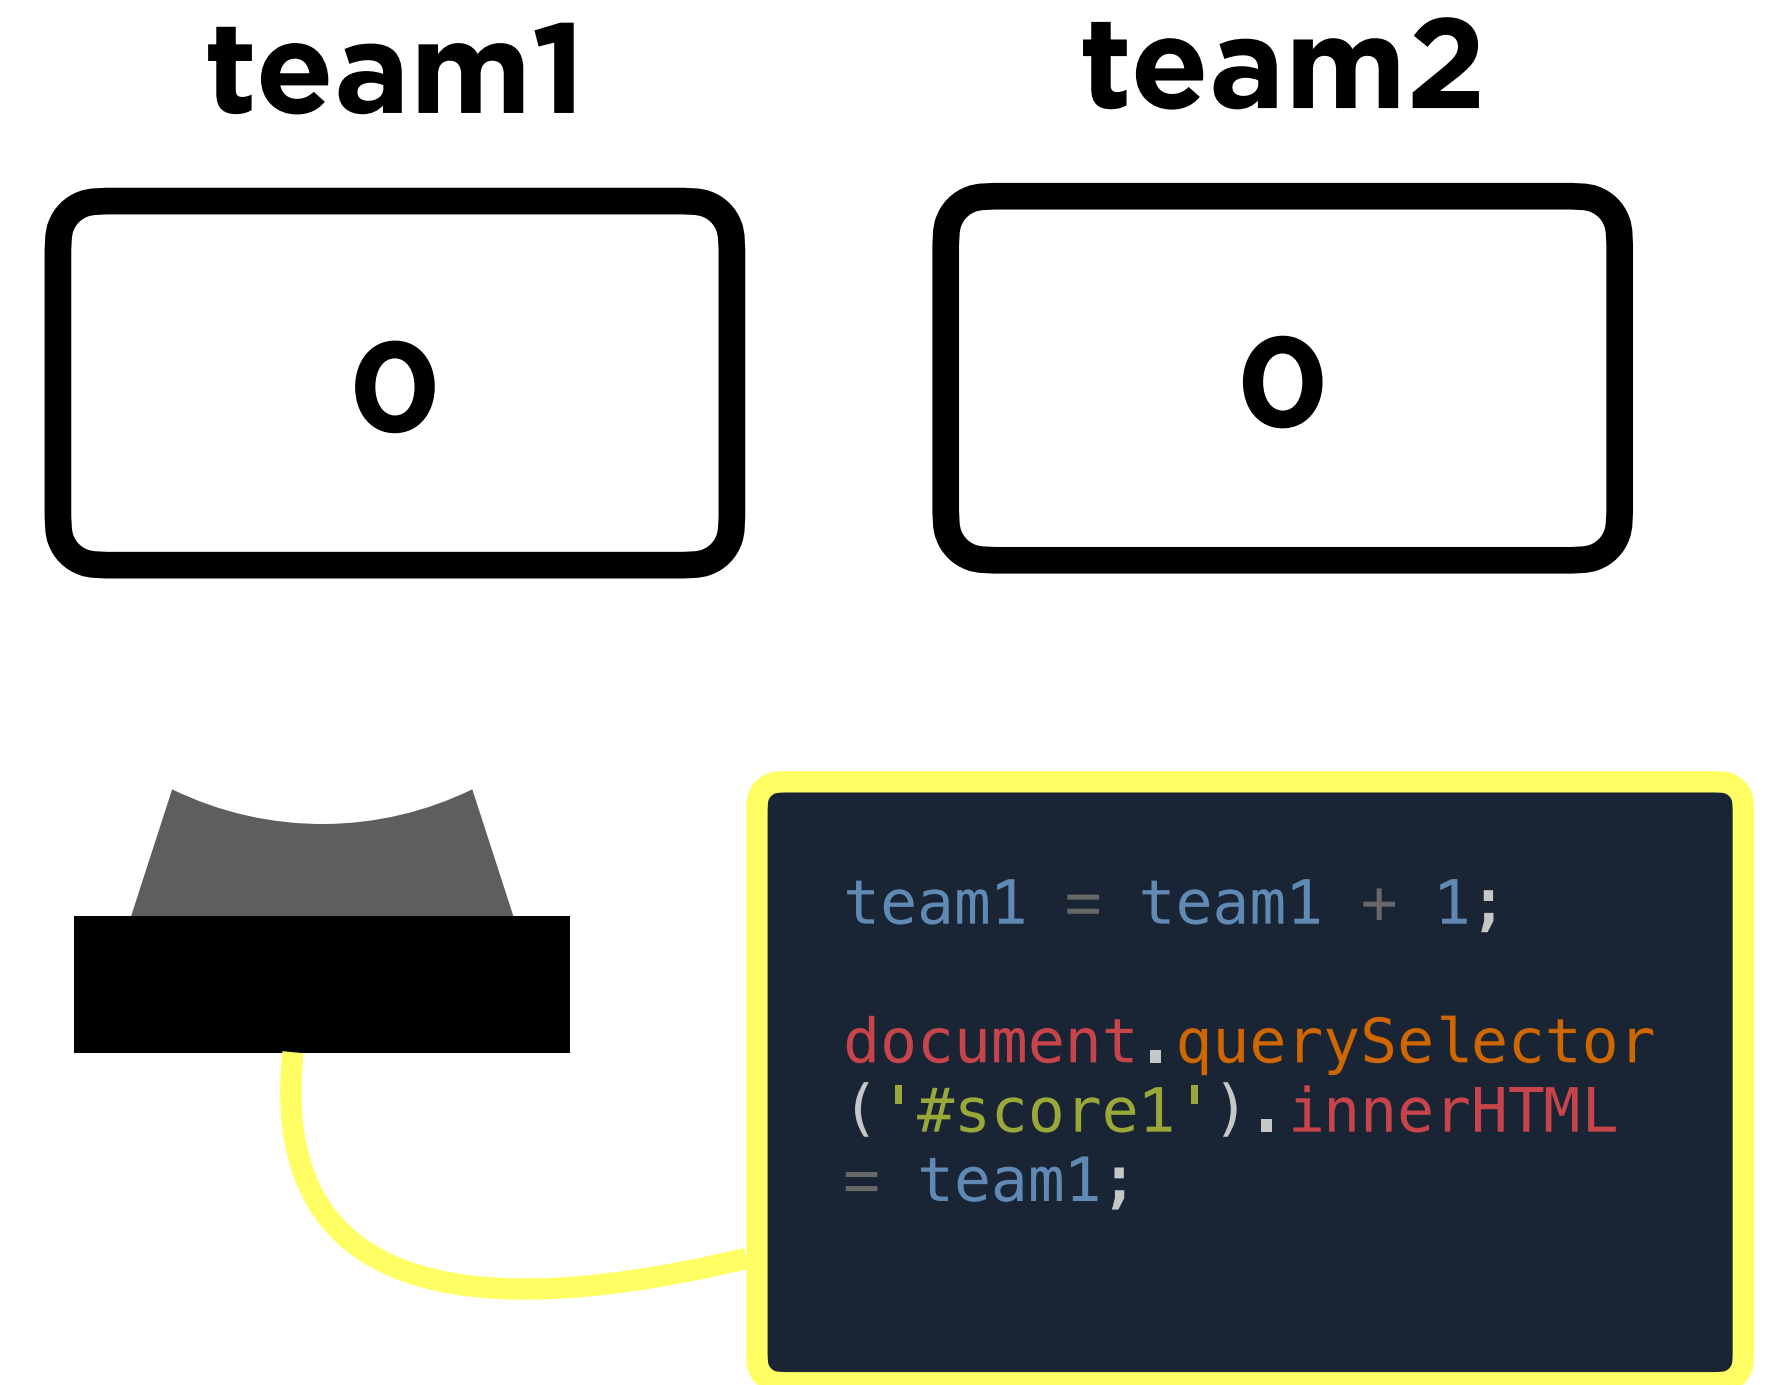 team1
team2
0
0
team1 = team1 + 1;
document.querySelector
('#score1').innerHTML
= team1;